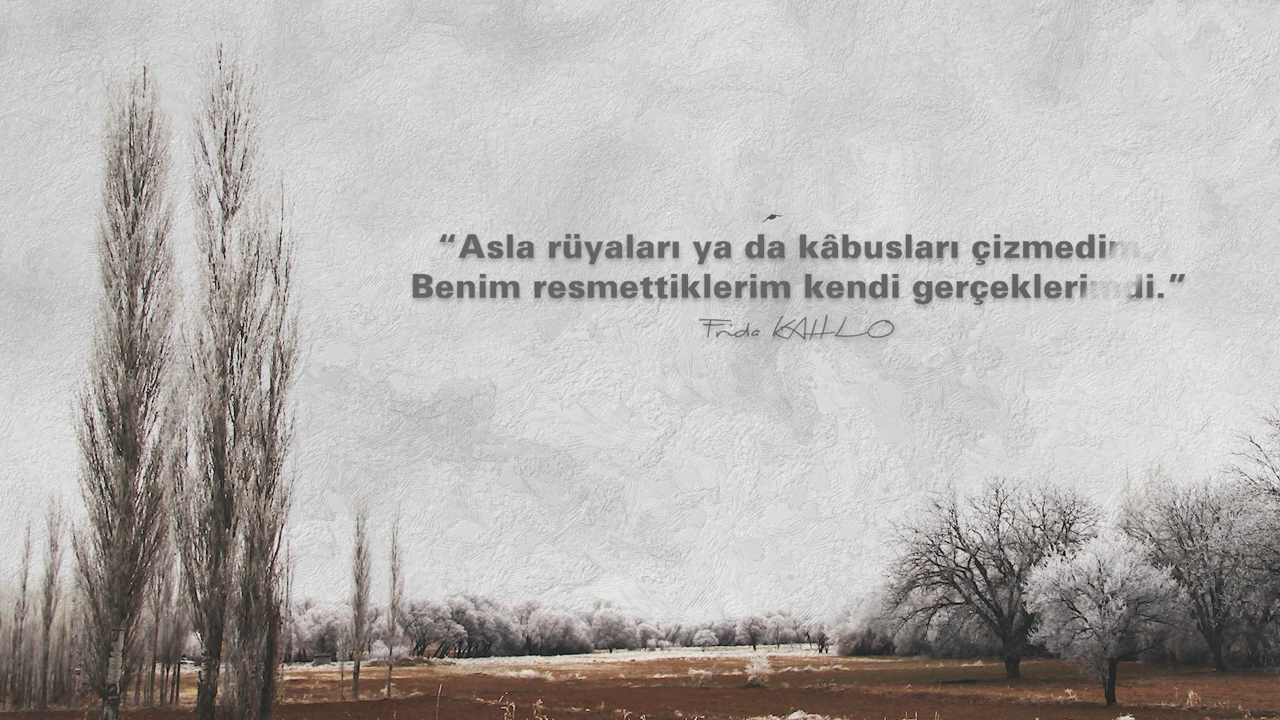 “Asla rüyaları ya da kâbusları çizmedim.
Benim resmettiklerim kendi gerçeklerimdi.”
Frida KAHLO